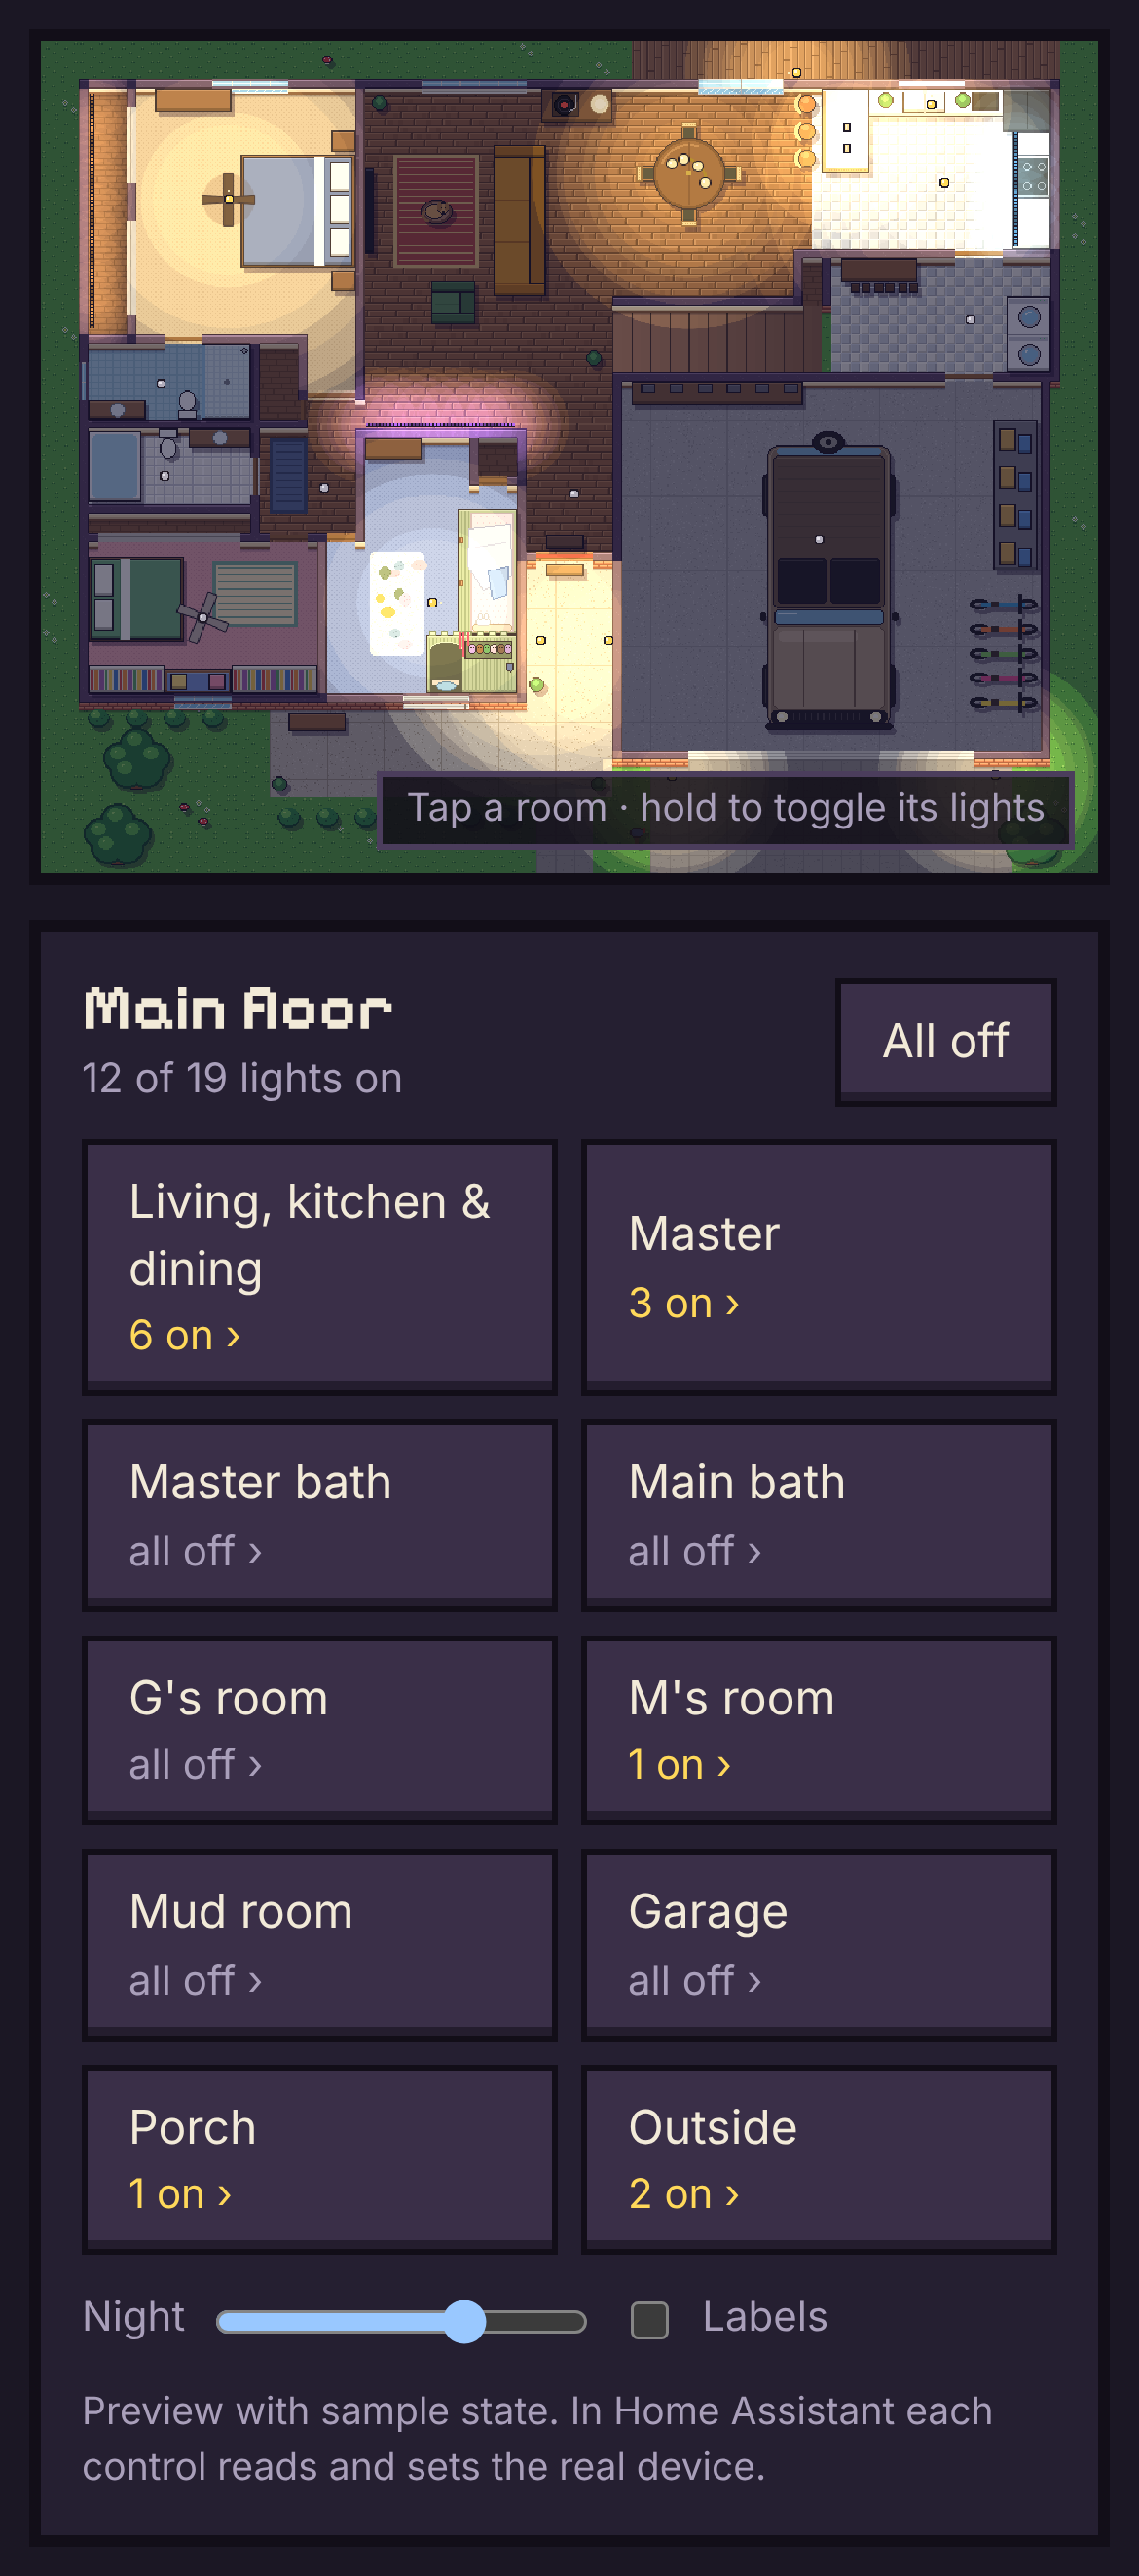 Tap a room · hold to toggle its lights
Main floor
12 of 19 lights on
All off
Living, kitchen &
dining
6 on ›
Master
3 on ›
Master bath
all off ›
Main bath
all off ›
G's room
all off ›
M's room
1 on ›
Mud room
all off ›
Garage
all off ›
Porch
1 on ›
Outside
2 on ›
Night
Labels
Preview with sample state. In Home Assistant each
control reads and sets the real device.